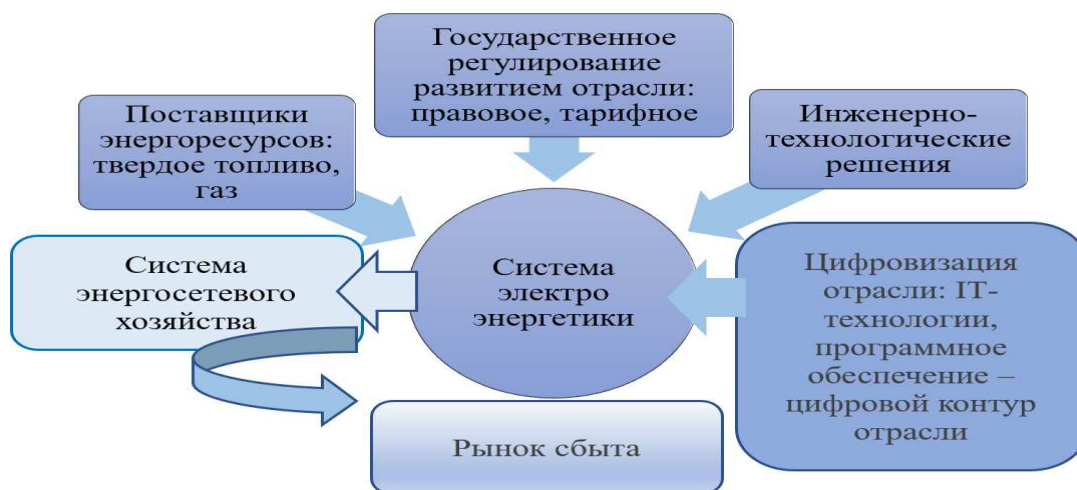 Государственное
регулирование
развитием отрасли:
правовое, тарифное
Поставщики
энергоресурсов:
твердое топливо,
газ
Инженерно-
технологические
решения
Система
энергосетевого
хозяйства
Система
электро
энергетики
Цифровизация
отрасли: IT-
технологии,
программное
обеспечение –
цифровой контур
отрасли
Рынок сбыта